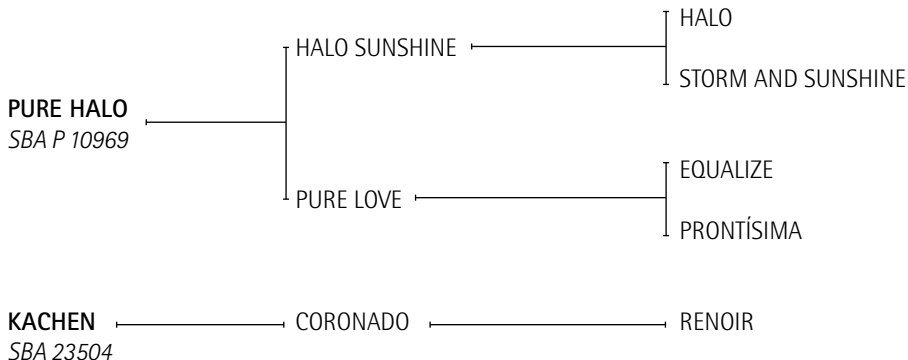 HALO
HALO SUNSHINE
STORM AND SUNSHINE
PURE HALO
SBA P 10969
EQUALIZE
PURE LOVE
PRONTÍSIMA
KACHEN CORONADO RENOIR
SBA 23504